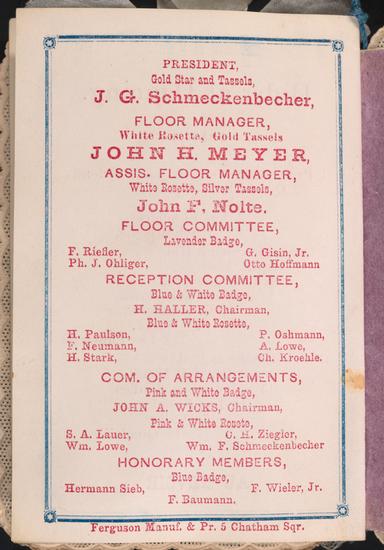 PRESIDENT,
Gold Star and Tassels,
J. G. Schmeckenbecher,
FLOOR MANAGER,
White Rosette, Gold Tassels
JOHN H. MEYER,
ASSIS. FLOOR MANAGER,
White Rosette, Silver Tassels,
John F. Nolte.
FLOOR COMMITTEE,
Lavender Badge,
F. Riefler, G. Gisin, Jr.
Ph. J. Ohliger, Otto Hoffmann
RECEPTION COMMITTEE,
Blue & White Badge,
H. HALLER, Chairman,
Blue & White Rosette,
H. Paulson, P. Oahmann,
F. Neumann, A. Lowe,
H. Stark, Ch. Kroehle.
COM. OF ARRANGEMENTS,
Pink and White Badge,
JOHN A. WICKS, Chairman,
Pink & White Rosete,
S. A. Lauer, C. H. Ziegler,
Wm. Lowe, Wm. F. Schmeckenbecher
HONORARY MEMBERS,
Blue Badge,
Hermann Sieb, F. Wieler, Jr.
F. Baumann.
Ferguson Manuf. & Pr. 5 Chatham Sqr.